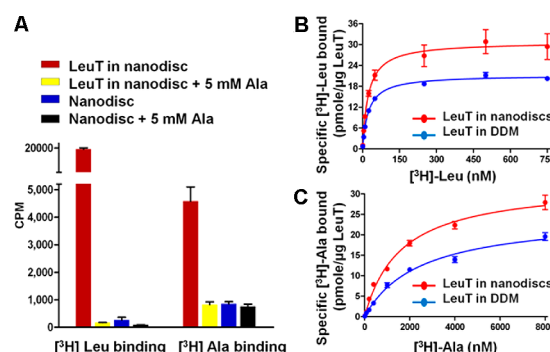 A
LeuT in nanodisc
LeuT in nanodisc + 5 mM Ala
Nanodisc
Nanodisc + 5 mM Ala
CPM
20000
5,000
4,000
3,000
2,000
1,000
0
[³H] Leu binding
[³H] Ala binding
B
Specific [³H]-Leu bound
(pmole/µg LeuT)
36
30
24
18
12
6
0
LeuT in nanodiscs
LeuT in DDM
0 150 300 450 600 75
[³H]-Leu (nM)
C
Specific [³H]-Ala bound
(pmole/µg LeuT)
30
25
20
15
10
5
0
LeuT in nanodiscs
LeuT in DDM
0 2000 4000 6000 800
[³H]-Ala (nM)